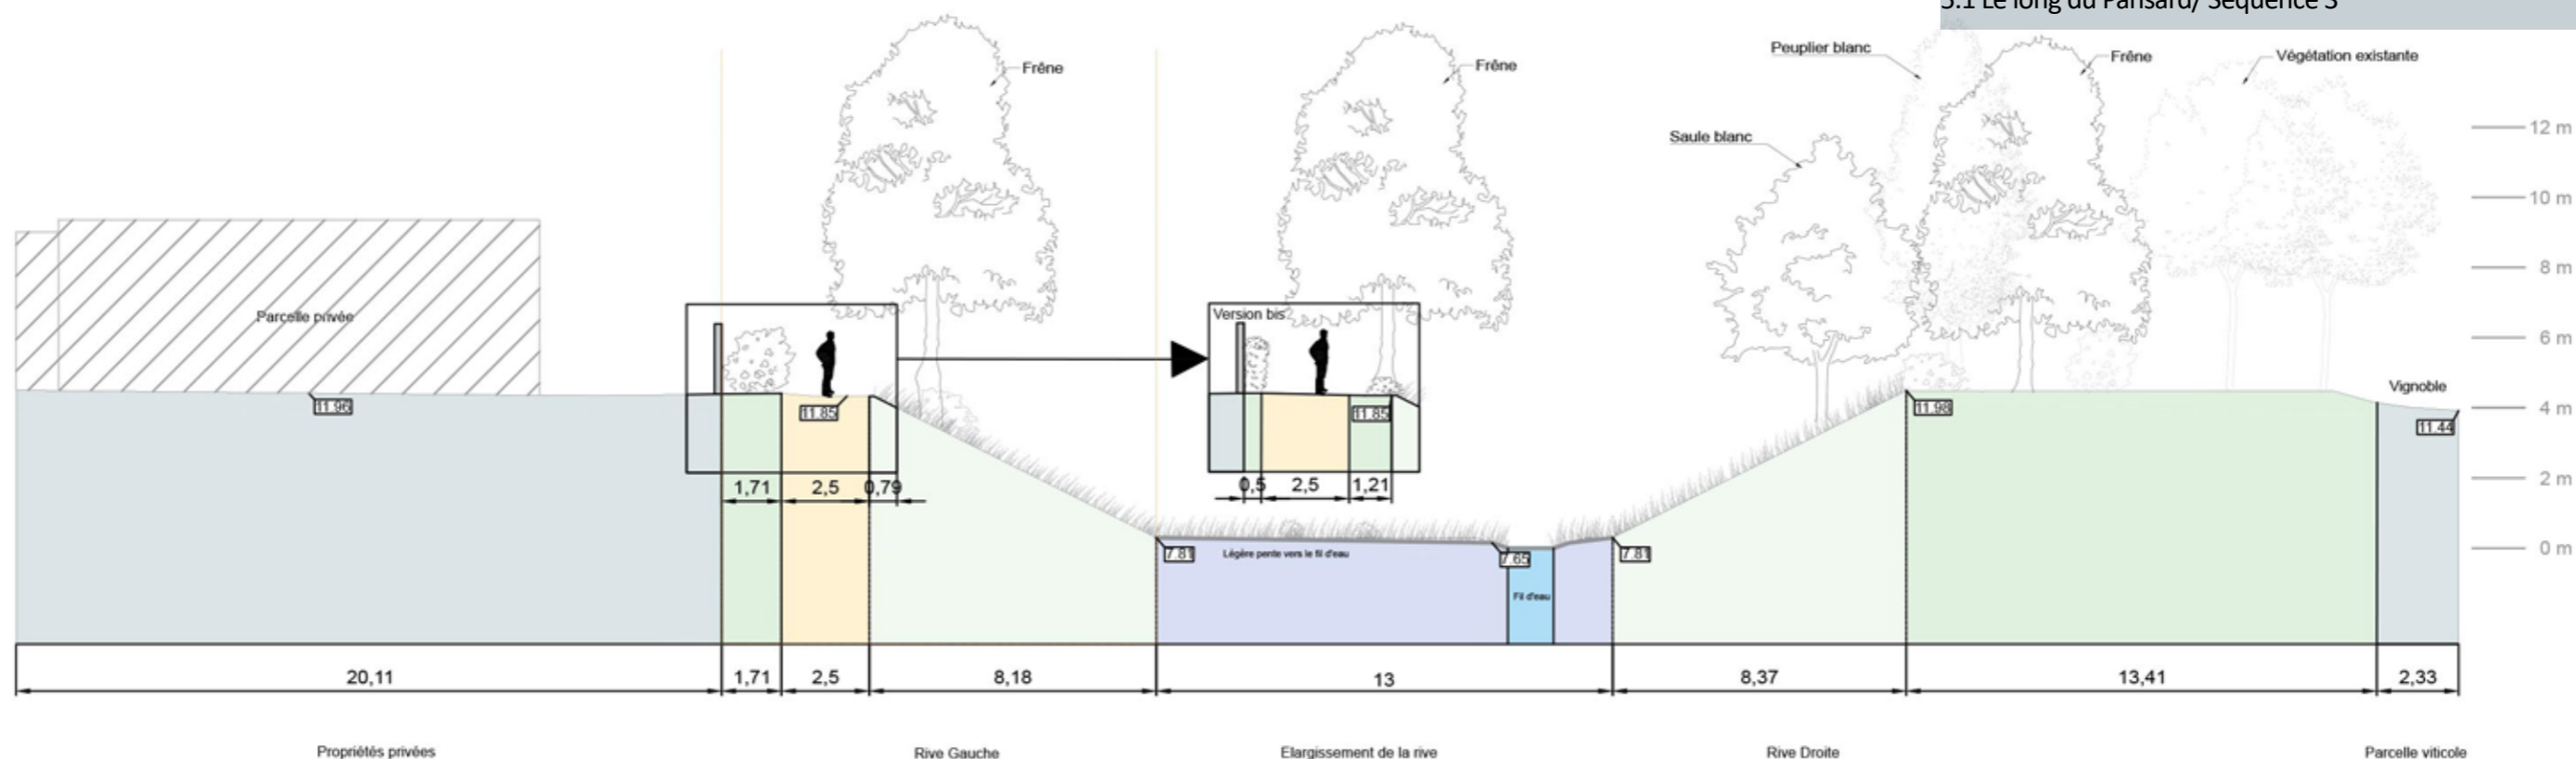 5.1 Le long du Pansard/ Séquence 3
Peuplier blanc
Frêne
Frêne
Frêne
Végétation existante
Saule blanc
12 m
10 m
8 m
6 m
4 m
2 m
0 m
Parcelle privée
Version bis
Vignoble
11.96
11.85
11.85
11.98
11.44
1,71
2,5
0,79
0,5
2,5
1,21
7.81
Légère pente vers le fil d'eau
7.65
7.81
Fil d'eau
20,11
1,71
2,5
8,18
13
8,37
13,41
2,33
Propriétés privées
Rive Gauche
Elargissement de la rive
Rive Droite
Parcelle viticole